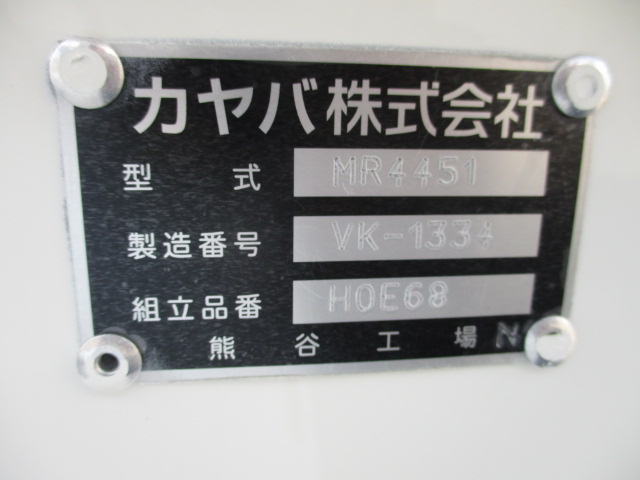 カヤバ株式会社
型式 MR4451
製造番号 VK-1334
組立品番 H0E68
熊谷工場 N